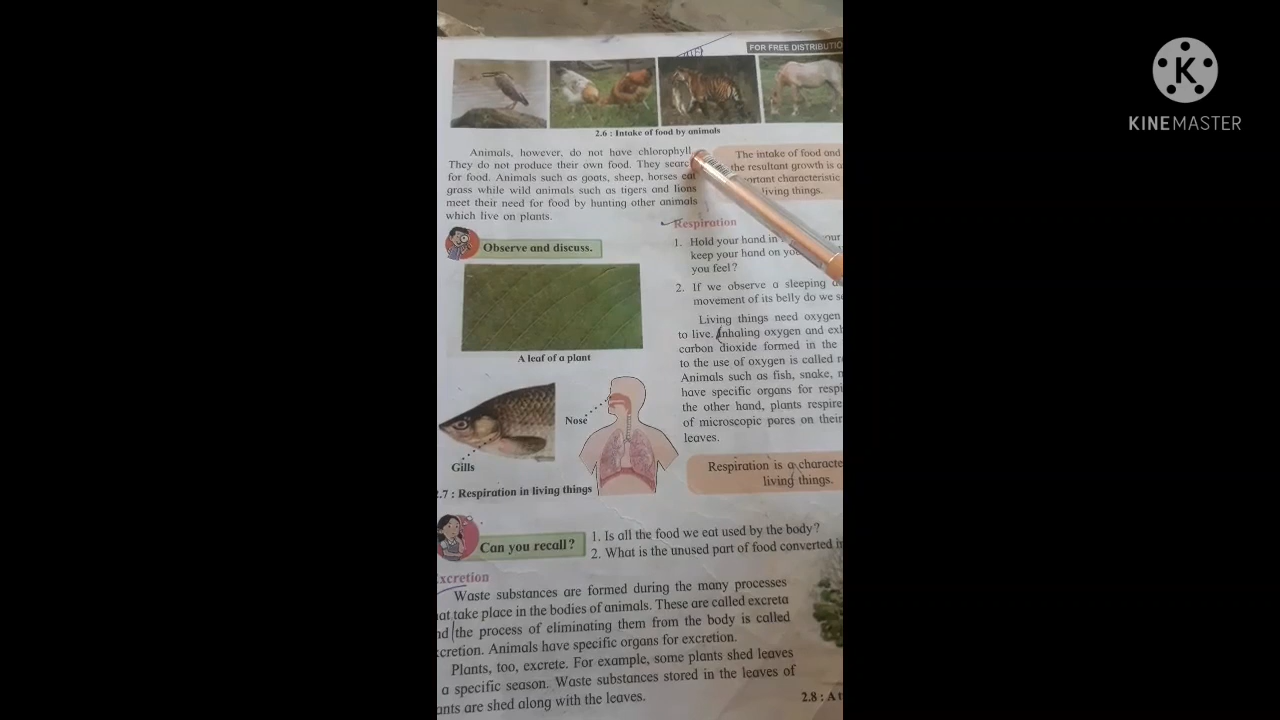 FOR FREE DISTRIBUTIO
2.6 : Intake of food by animals
Animals, however, do not have chlorophyll.
They do not produce their own food. They searc
for food. Animals such as goats, sheep, horses eat
grass while wild animals such as tigers and lions
meet their need for food by hunting other animals
which live on plants.
The intake of food and
the resultant growth is a
ortant characteristic
living things.
Observe and discuss.
A leaf of a plant
Nose
Gills
2.7 : Respiration in living things
Respiration
1. Hold your hand in
keep your hand on yo
you feel?
2. If we observe a sleeping
movement of its belly do we s
Living things need oxygen
to live. Inhaling oxygen and exh
carbon dioxide formed in the
to the use of oxygen is called r
Animals such as fish, snake, m
have specific organs for respi
the other hand, plants respire
of microscopic pores on their
leaves.
Respiration is a characte
living things.
Can you recall?
1. Is all the food we eat used by the body?
2. What is the unused part of food converted in
Excretion
Waste substances are formed during the many processes
at take place in the bodies of animals. These are called excreta
nd the process of eliminating them from the body is called
cretion. Animals have specific organs for excretion.
Plants, too, excrete. For example, some plants shed leaves
a specific season. Waste substances stored in the leaves of
ants are shed along with the leaves.
2.8 : A t
K
KINEMASTER